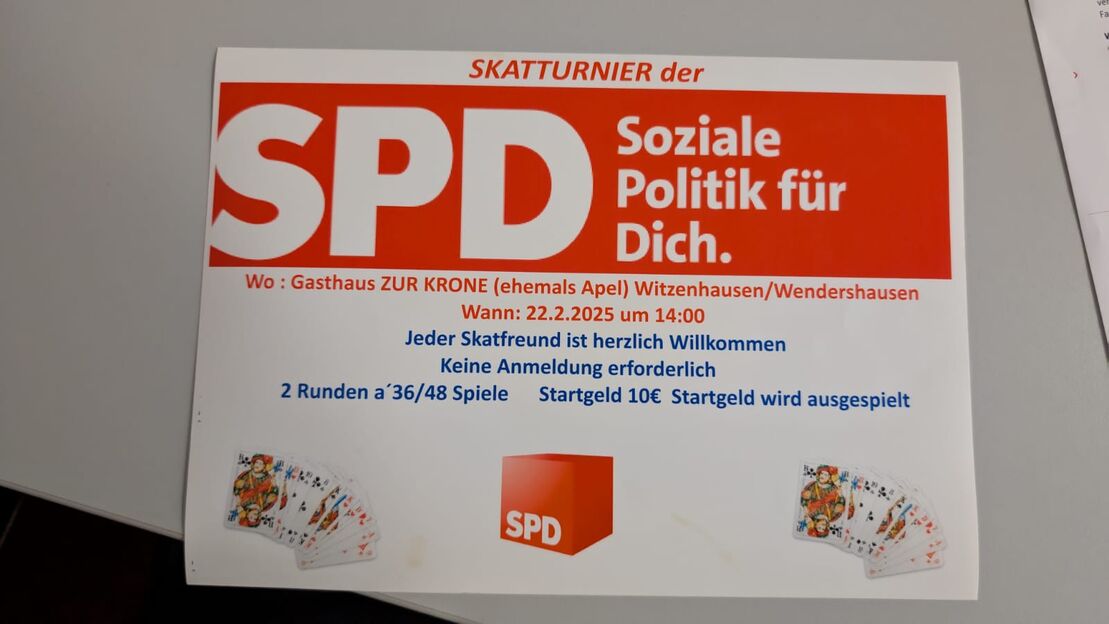 SKATTURNIER der
SPD
Soziale
Politik für
Dich.
Wo : Gasthaus ZUR KRONE (ehemals Apel) Witzenhausen/Wendershausen
Wann: 22.2.2025 um 14:00
Jeder Skatfreund ist herzlich Willkommen
Keine Anmeldung erforderlich
2 Runden a´36/48 Spiele Startgeld 10€ Startgeld wird ausgespielt
SPD